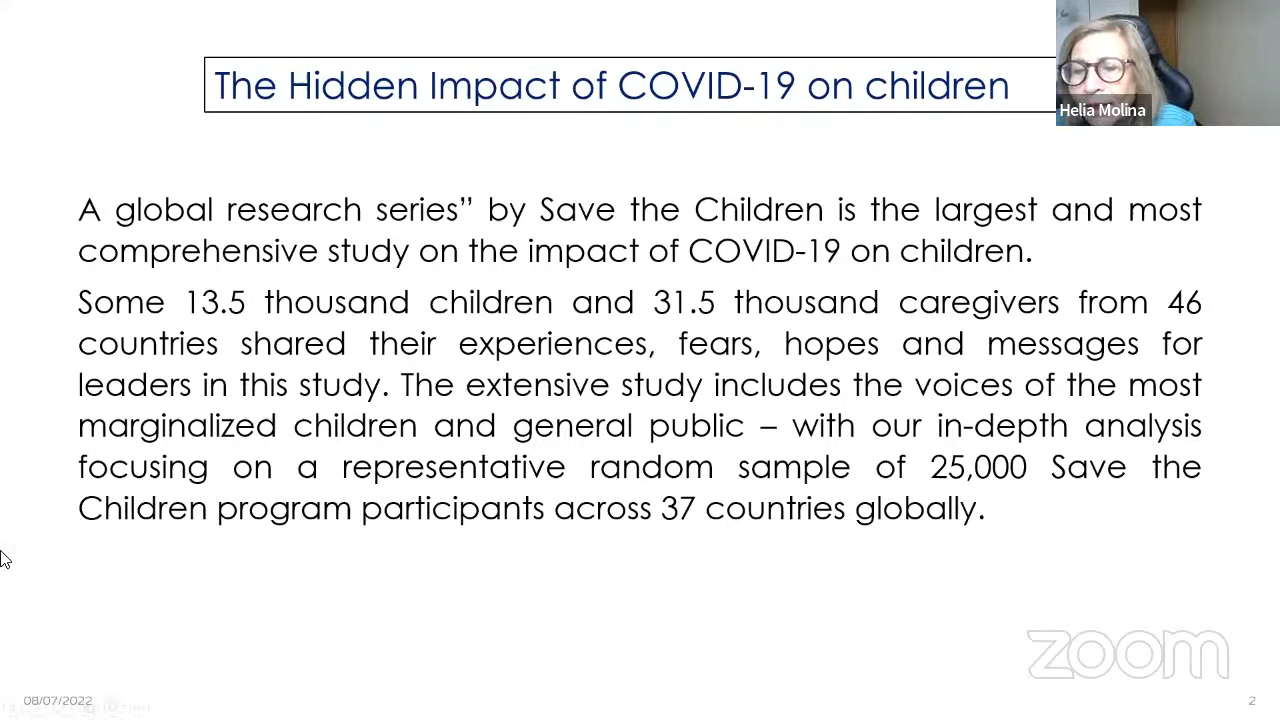 The Hidden Impact of COVID-19 on children
Helia Molina
A global research series” by Save the Children is the largest and most
comprehensive study on the impact of COVID-19 on children.
Some 13.5 thousand children and 31.5 thousand caregivers from 46
countries shared their experiences, fears, hopes and messages for
leaders in this study. The extensive study includes the voices of the most
marginalized children and general public – with our in-depth analysis
focusing on a representative random sample of 25,000 Save the
Children program participants across 37 countries globally.
zoom
08/07/2022
2